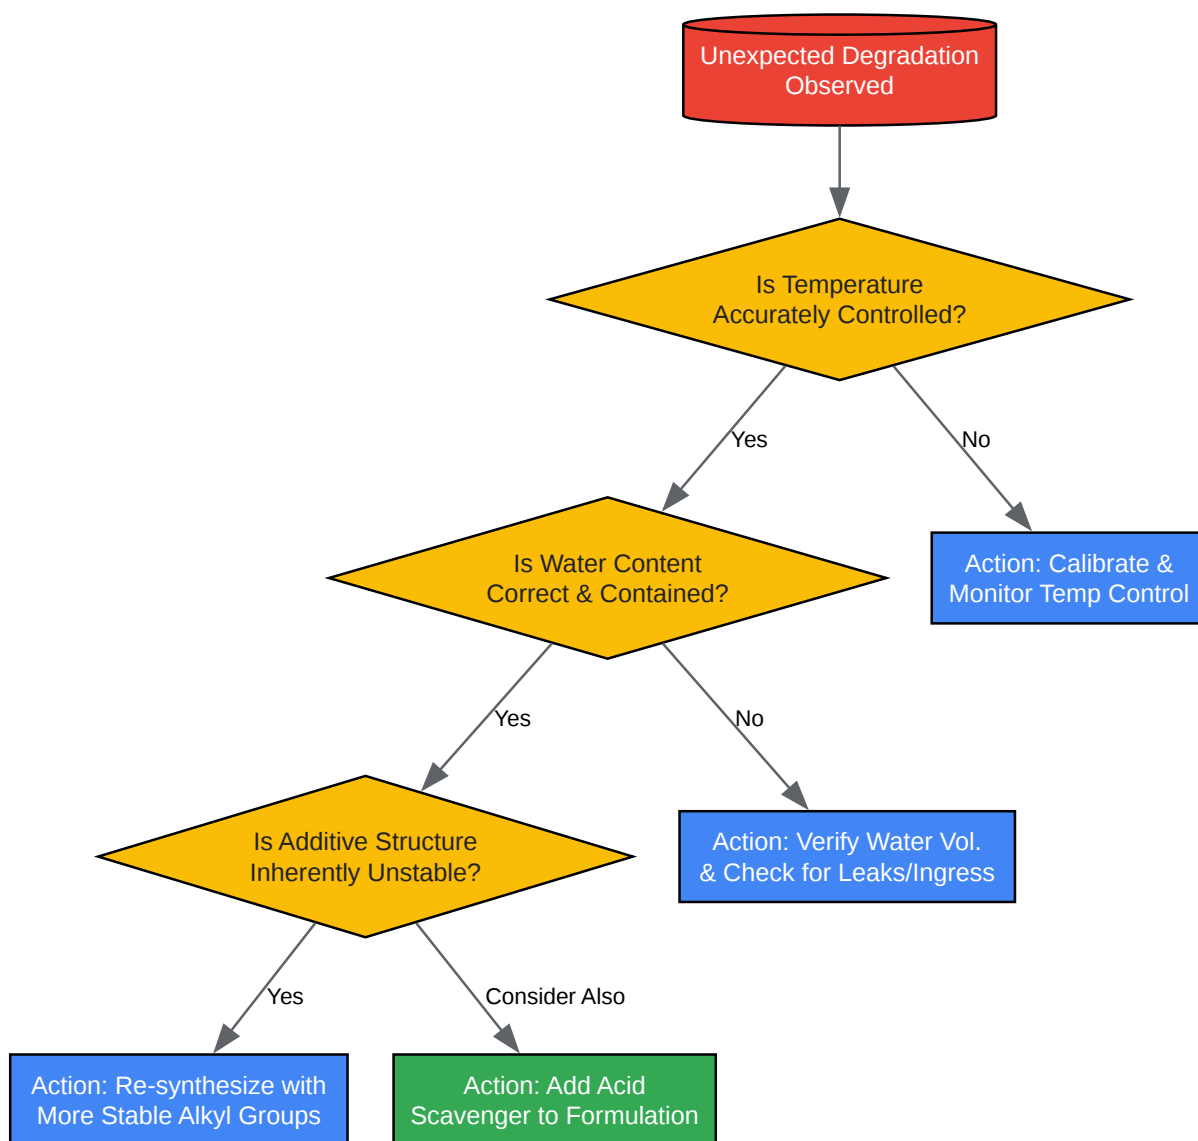 Unexpected Degradation
Observed
Is Temperature
Accurately Controlled?
Yes
No
Is Water Content
Correct & Contained?
Action: Calibrate &
Monitor Temp Control
Yes
No
Is Additive Structure
Inherently Unstable?
Action: Verify Water Vol.
& Check for Leaks/Ingress
Yes
Consider Also
Action: Re-synthesize with
More Stable Alkyl Groups
Action: Add Acid
Scavenger to Formulation